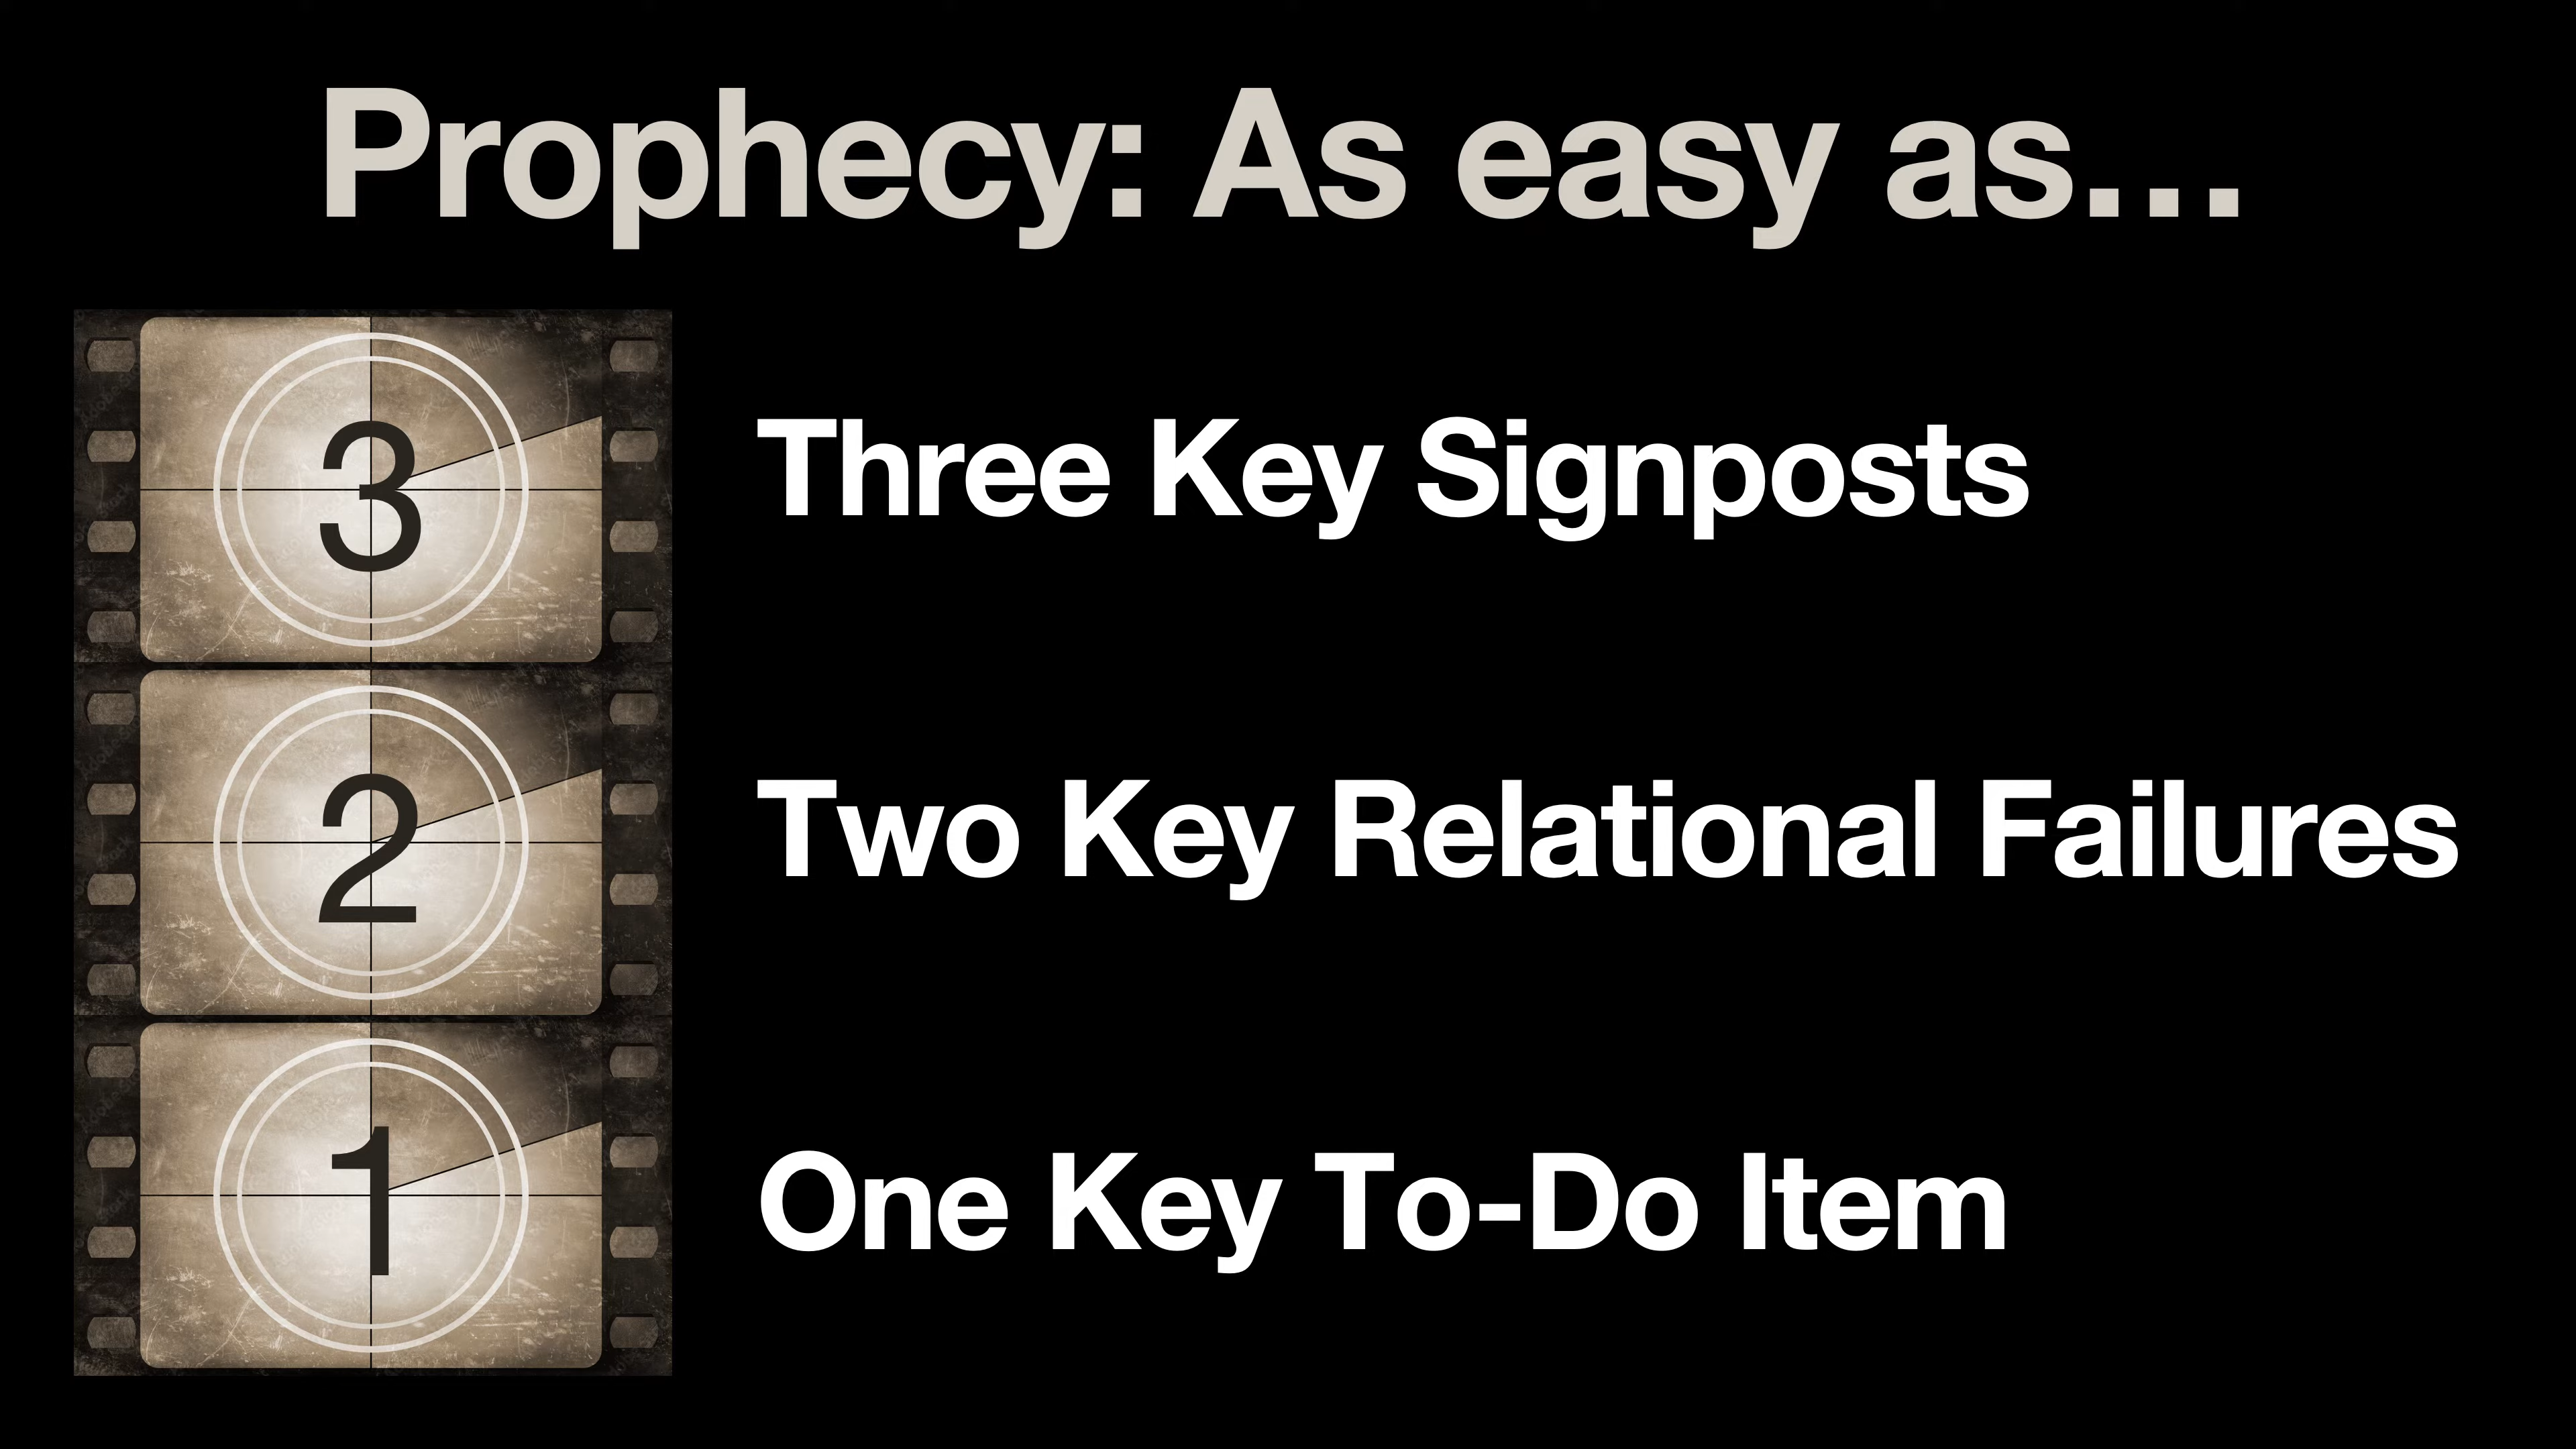 Prophecy: As easy as…
3
Three Key Signposts
2
Two Key Relational Failures
1
One Key To-Do Item